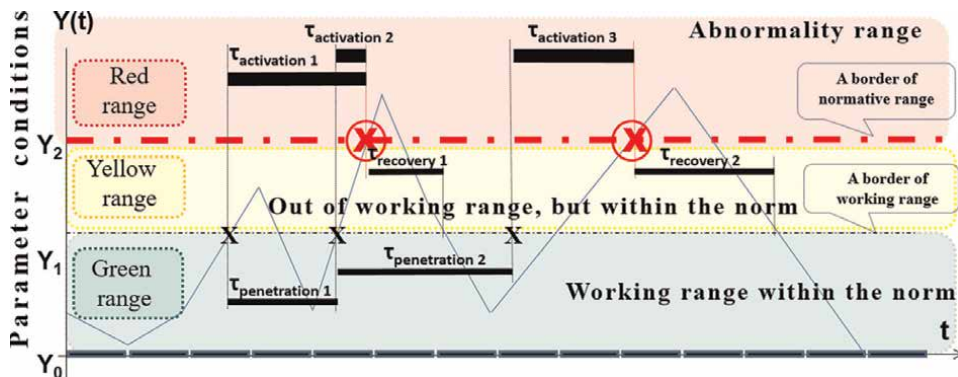 Y(t)
Parameter conditions
τactivation 2
τactivation 1
τactivation 3
Abnormality range
Red
range
A border of
normative range
X
X
Y2
Yellow
range
τrecovery 1
τrecovery 2
A border of
working range
Out of working range, but within the norm
X
X
X
Y1
Green
range
τpenetration 2
τpenetration 1
Working range within the norm
t
Y0